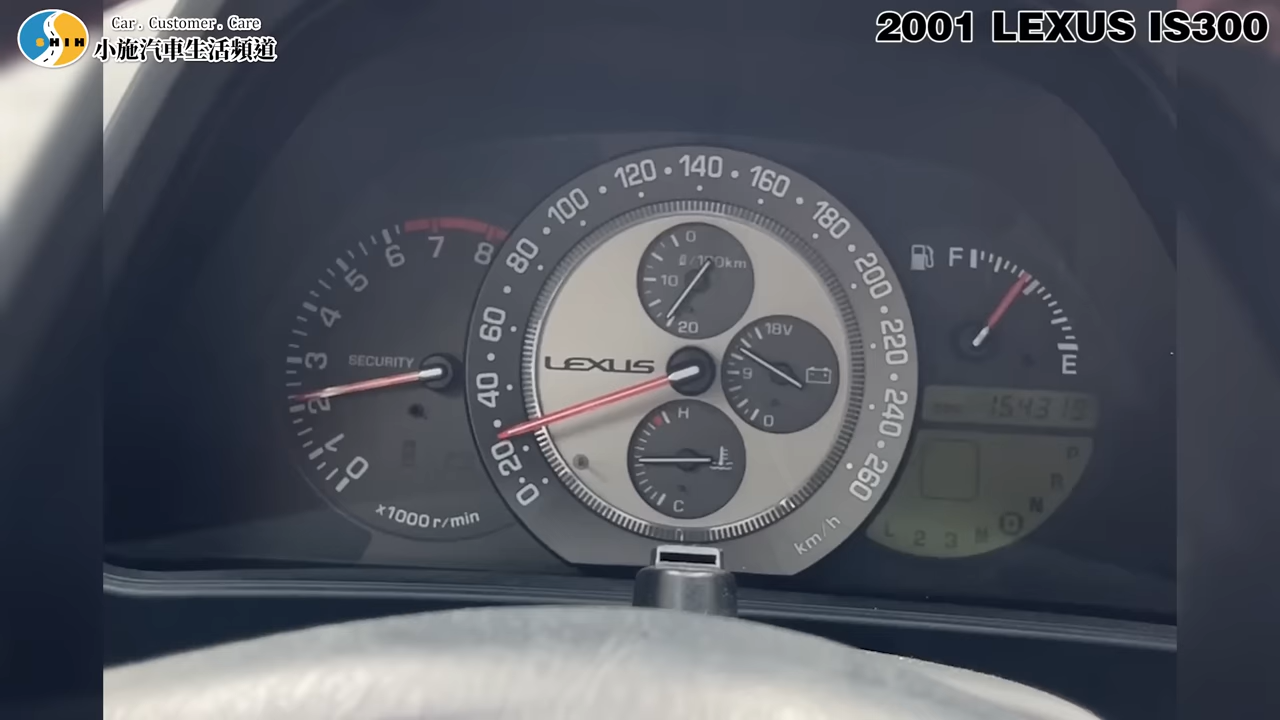 SHIH
Car. Customer. Care
小施汽車生活頻道
2001 LEXUS IS300
0 1 2 3 4 5 6 7 8
SECURITY
x1000 r/min
0 20 40 60 80 100 120 140 160 180 200 220 240 260
km/h
LEXUS
0
10
20
18V
9
0
H
C
F
E
P
R
N
D
M
3
2
L